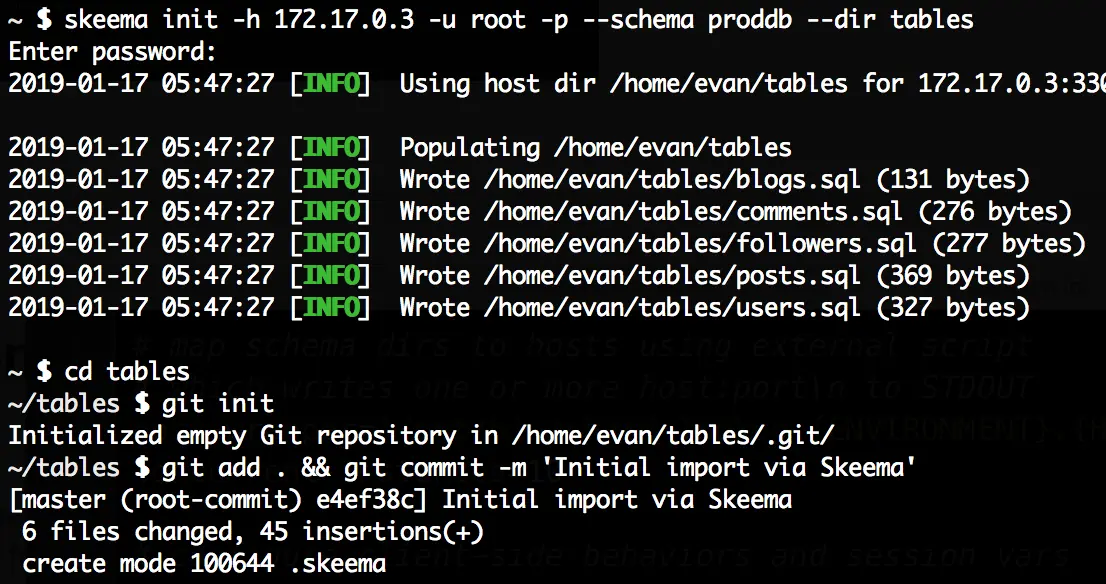 ~ $ skeema init -h 172.17.0.3 -u root -p --schema proddb --dir tables
Enter password:
2019-01-17 05:47:27 [INFO]  Using host dir /home/evan/tables for 172.17.0.3:330
2019-01-17 05:47:27 [INFO]  Populating /home/evan/tables
2019-01-17 05:47:27 [INFO]  Wrote /home/evan/tables/blogs.sql (131 bytes)
2019-01-17 05:47:27 [INFO]  Wrote /home/evan/tables/comments.sql (276 bytes)
2019-01-17 05:47:27 [INFO]  Wrote /home/evan/tables/followers.sql (277 bytes)
2019-01-17 05:47:27 [INFO]  Wrote /home/evan/tables/posts.sql (369 bytes)
2019-01-17 05:47:27 [INFO]  Wrote /home/evan/tables/users.sql (327 bytes)
# map schema dirs to hosts using external script
~ $ cd tables
which writes one or more host:port\n to STDOUT
~/tables $ git init
Initialized empty Git repository in /home/evan/tables/.git/
~/tables $ git add . && git commit -m 'Initial import via Skeema'
[master (root-commit) e4ef38c] Initial import via Skeema
 6 files changed, 45 insertions(+)
-side behaviors and session vars
 create mode 100644 .skeema